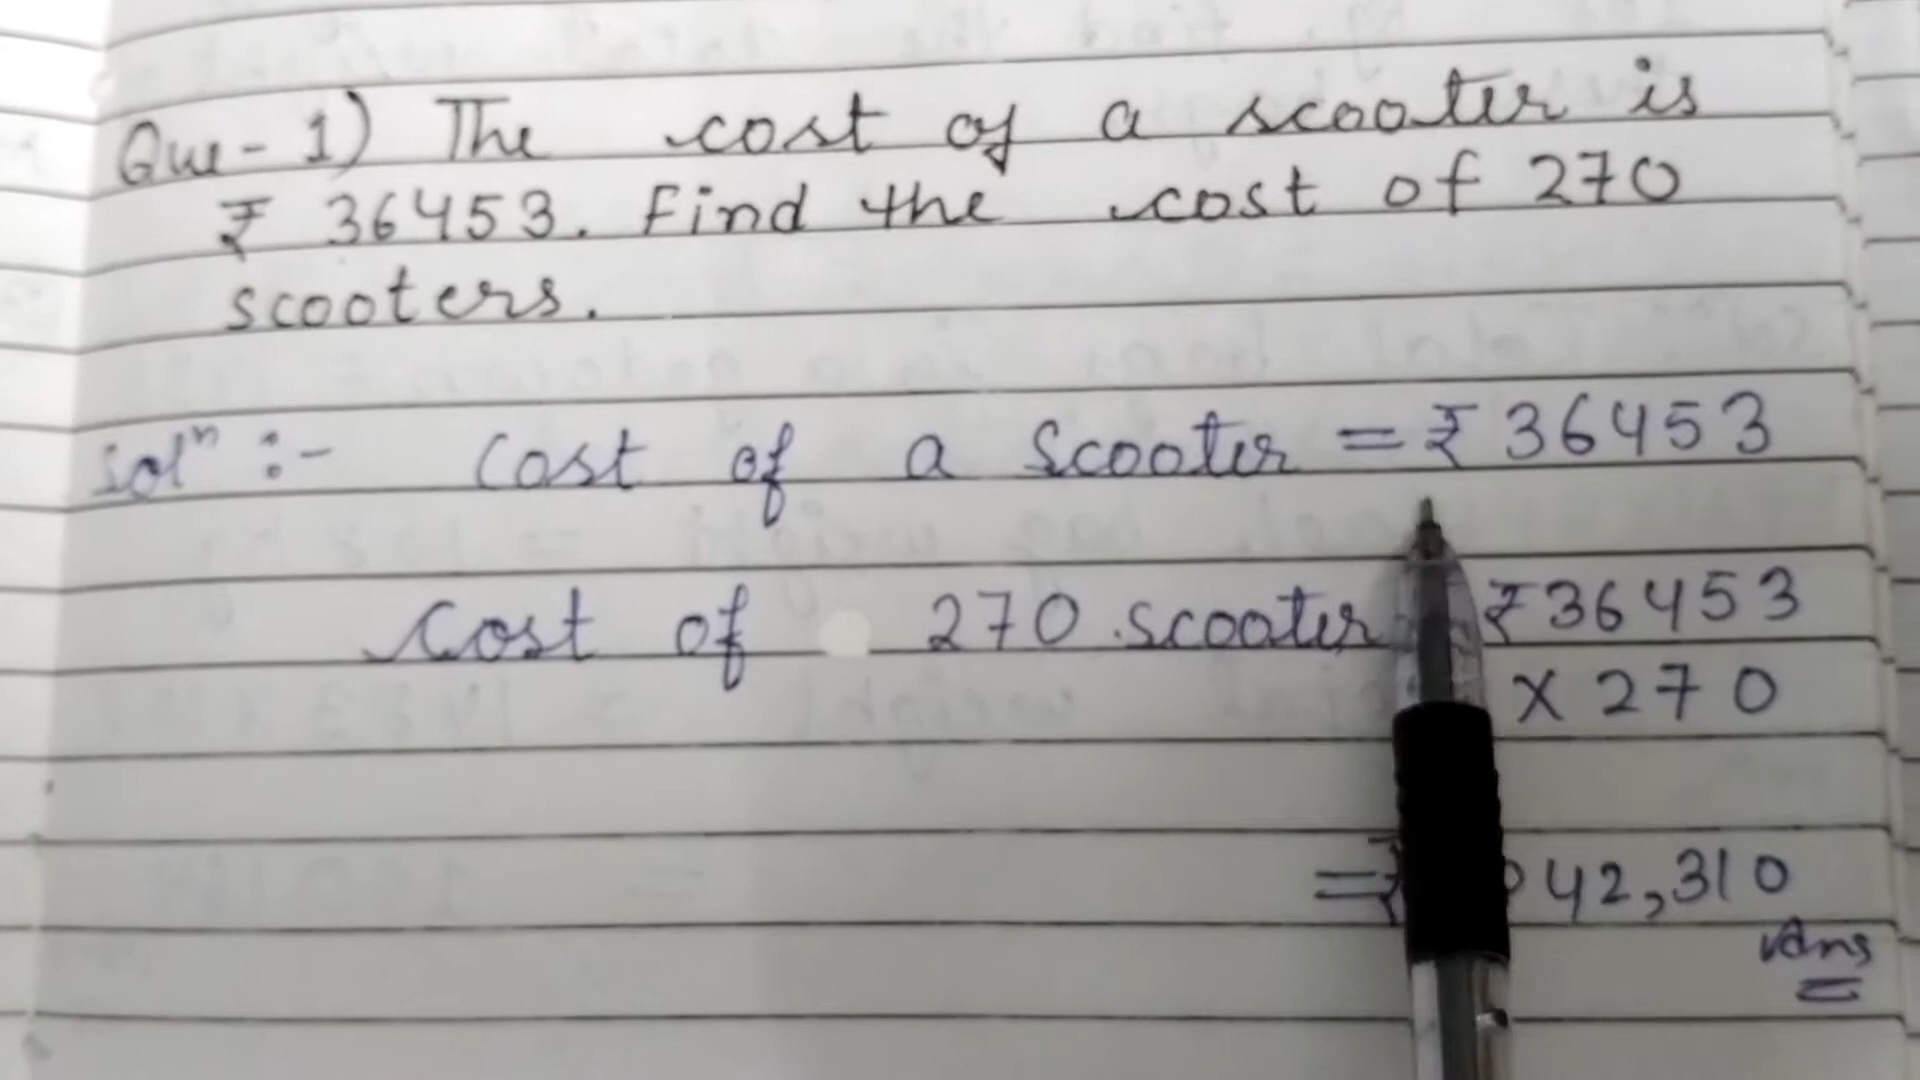 Que - 1) The cost of a scooter is
₹ 36453. Find the cost of 270
scooters.
Solⁿ :- Cost of a Scooter = ₹ 36453
Cost of 270 scooter ₹36453
X 270
=₹ 42,310
Ans